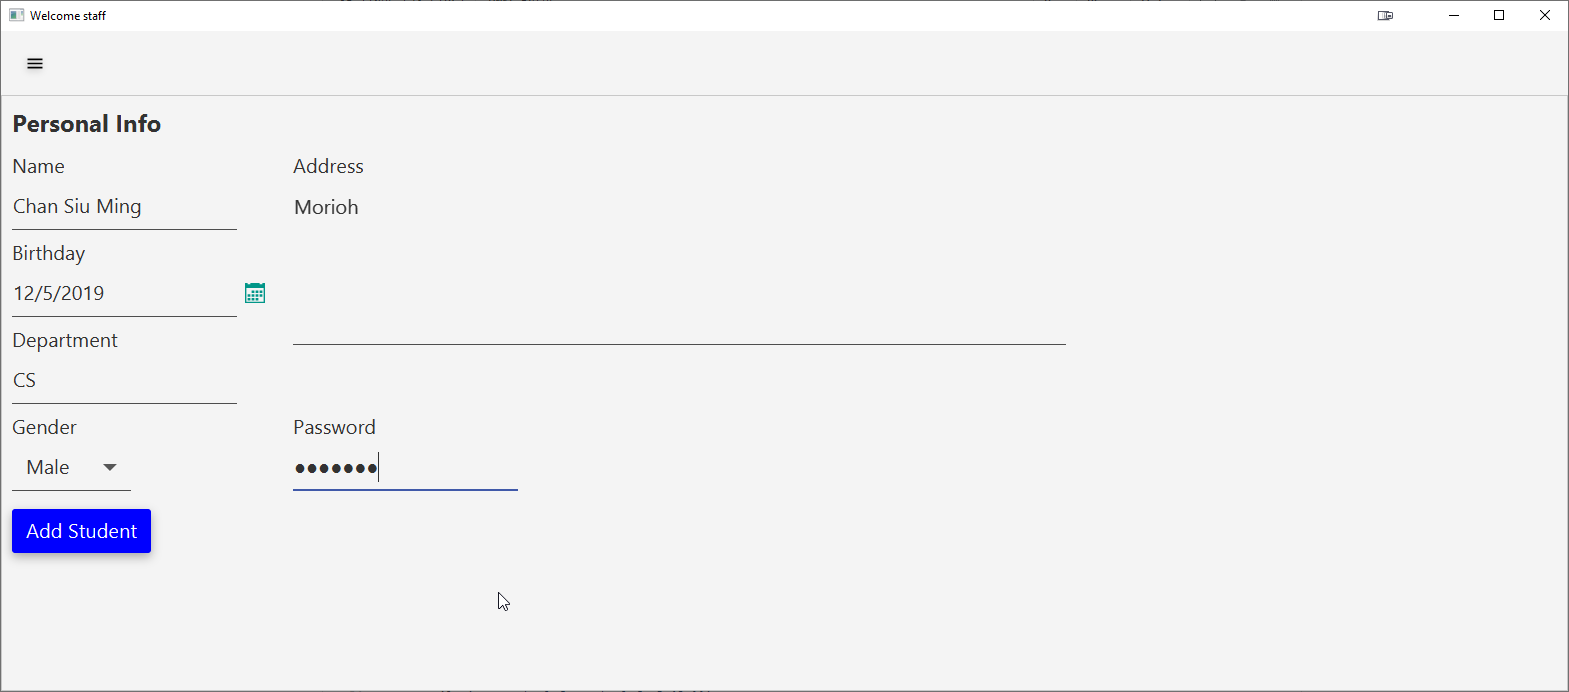 Welcome staff
Personal Info
Name
Address
Chan Siu Ming
Morioh
Birthday
12/5/2019
Department
CS
Gender
Password
Male
•••••••
Add Student